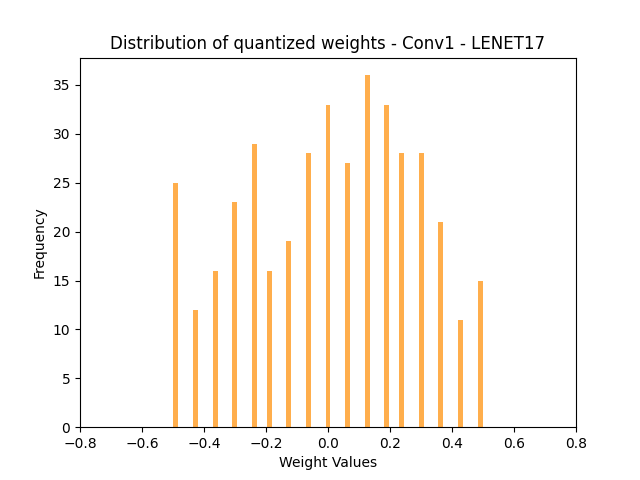 Distribution of quantized weights - Conv1 - LENET17
35
30
25
20
15
10
5
0
Frequency
−0.8 −0.6 −0.4 −0.2 0.0 0.2 0.4 0.6 0.8
Weight Values